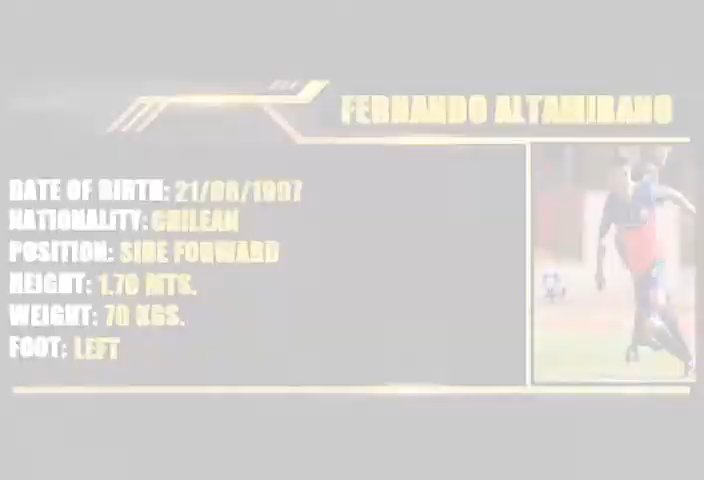 FERNANDO ALTAMIRANO
DATE OF BIRTH:
NATIONALITY: CHILEAN
POSITION: SIDE FORWARD
HEIGHT: 1.70 MTS.
WEIGHT: 70 KGS.
FOOT: LEFT